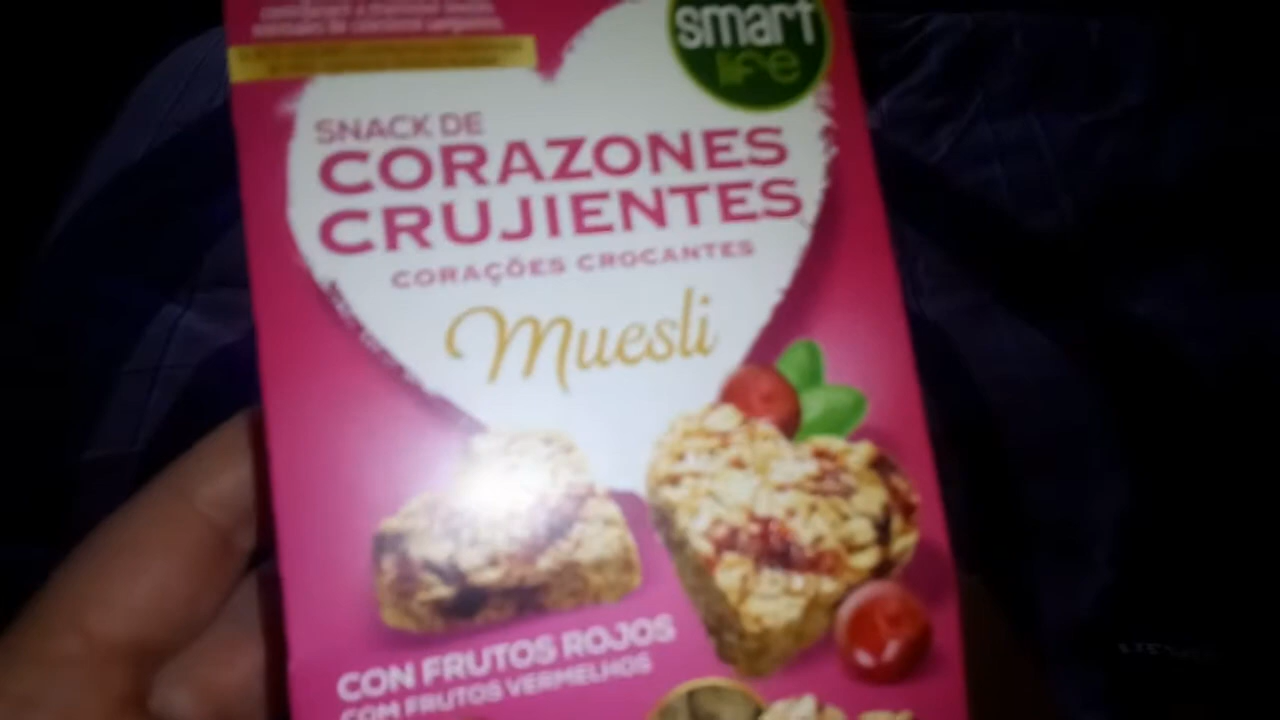 smart
life
SNACK DE
CORAZONES
CRUJIENTES
CORAÇÕES CROCANTES
Muesli
CON FRUTOS ROJOS
COM FRUTOS VERMELHOS